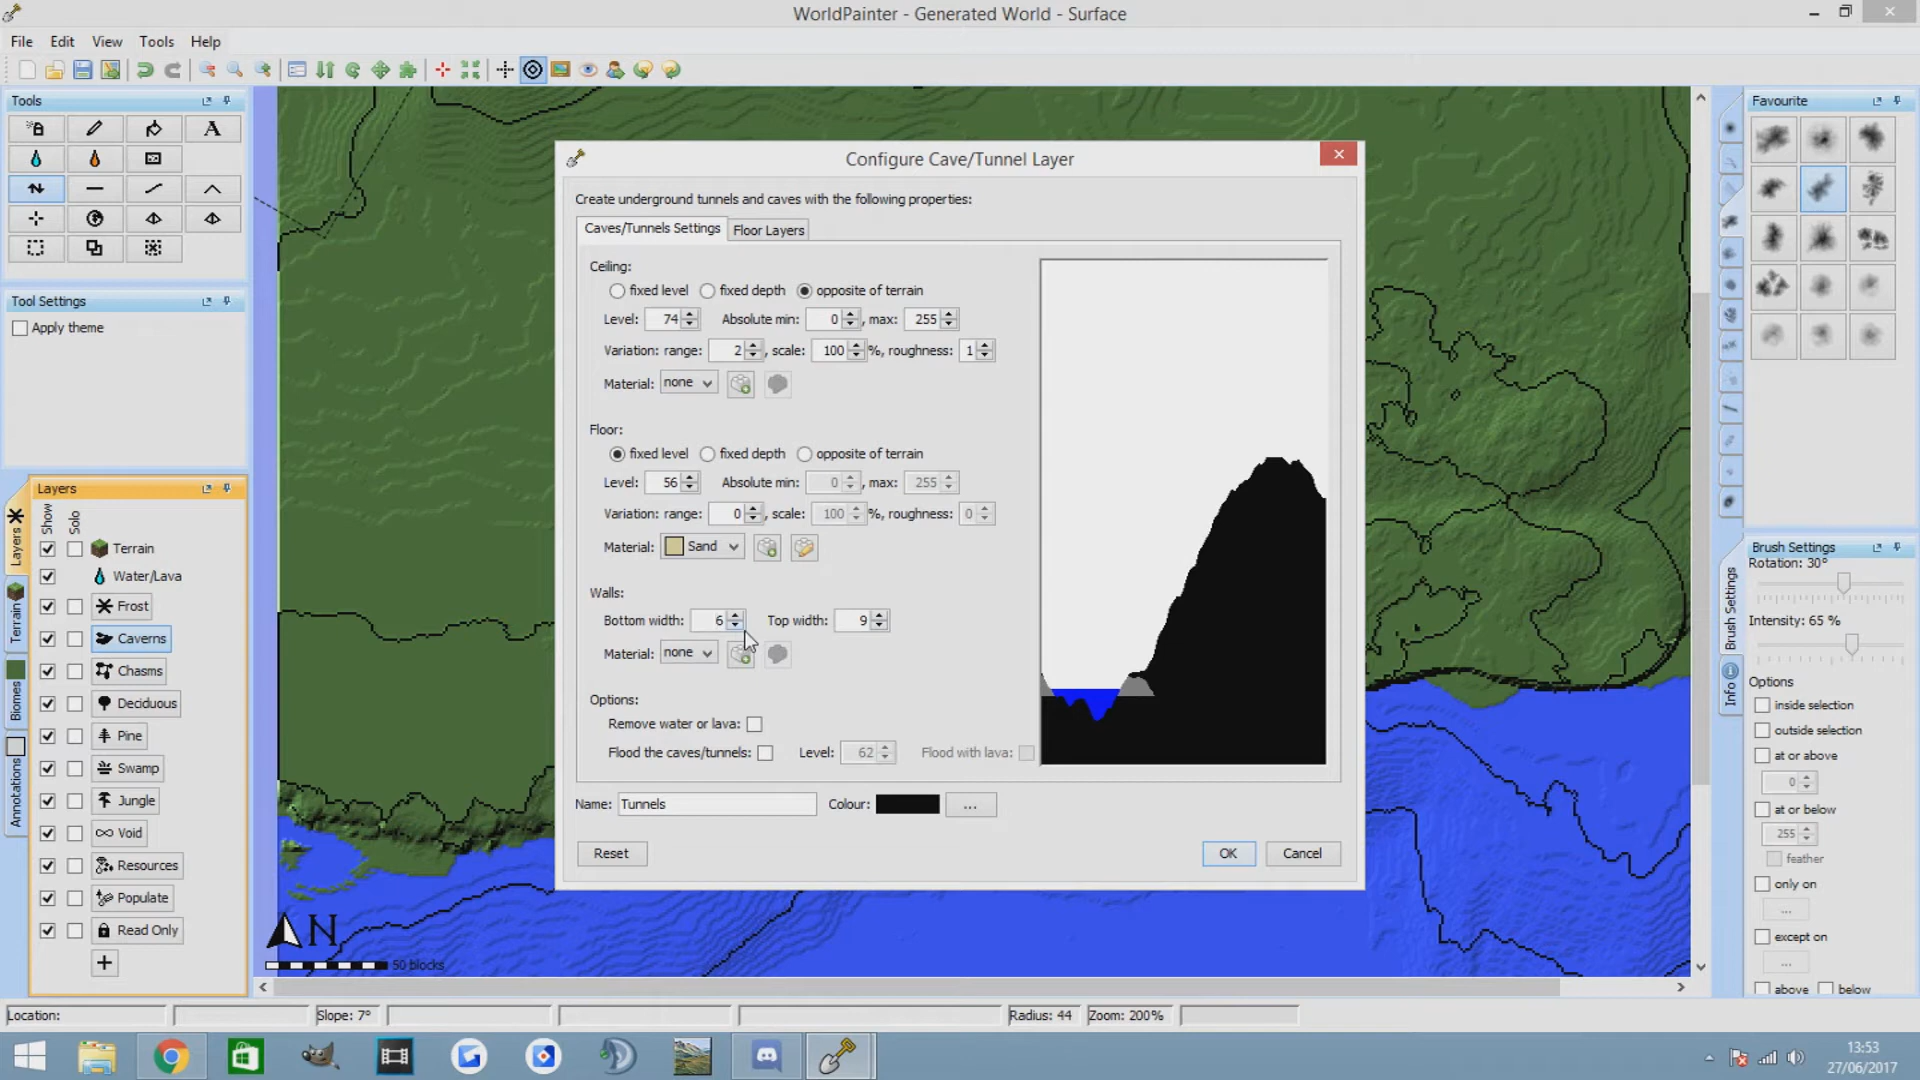 WorldPainter - Generated World - Surface
File Edit View Tools Help
Tools
A
Tool Settings
Apply theme
Layers
Show
Solo
Layers
Terrain
Biomes
Annotations
Terrain
Water/Lava
Frost
Caverns
Chasms
Deciduous
Pine
Swamp
Jungle
Void
Resources
Populate
Read Only
N
50 blocks
Configure Cave/Tunnel Layer
Create underground tunnels and caves with the following properties:
Caves/Tunnels Settings Floor Layers
Ceiling:
fixed level fixed depth opposite of terrain
Level: 74 Absolute min: 0 , max: 255
Variation: range: 2 , scale: 100 %, roughness: 1
Material: none
Floor:
fixed level fixed depth opposite of terrain
Level: 56 Absolute min: 0 , max: 255
Variation: range: 0 , scale: 100 %, roughness: 0
Material: Sand
Walls:
Bottom width: 6 Top width: 9
Material: none
Options:
Remove water or lava:
Flood the caves/tunnels: Level: 62 Flood with lava:
Name: Tunnels Colour: ...
Reset OK Cancel
Favourite
Brush Settings
Info
Brush Settings
Rotation: 30°
Intensity: 65 %
Options
inside selection
outside selection
at or above
0
at or below
255
feather
only on
...
except on
...
above below
Location: Slope: 7° Radius: 44 Zoom: 200%
13:53
27/06/2017